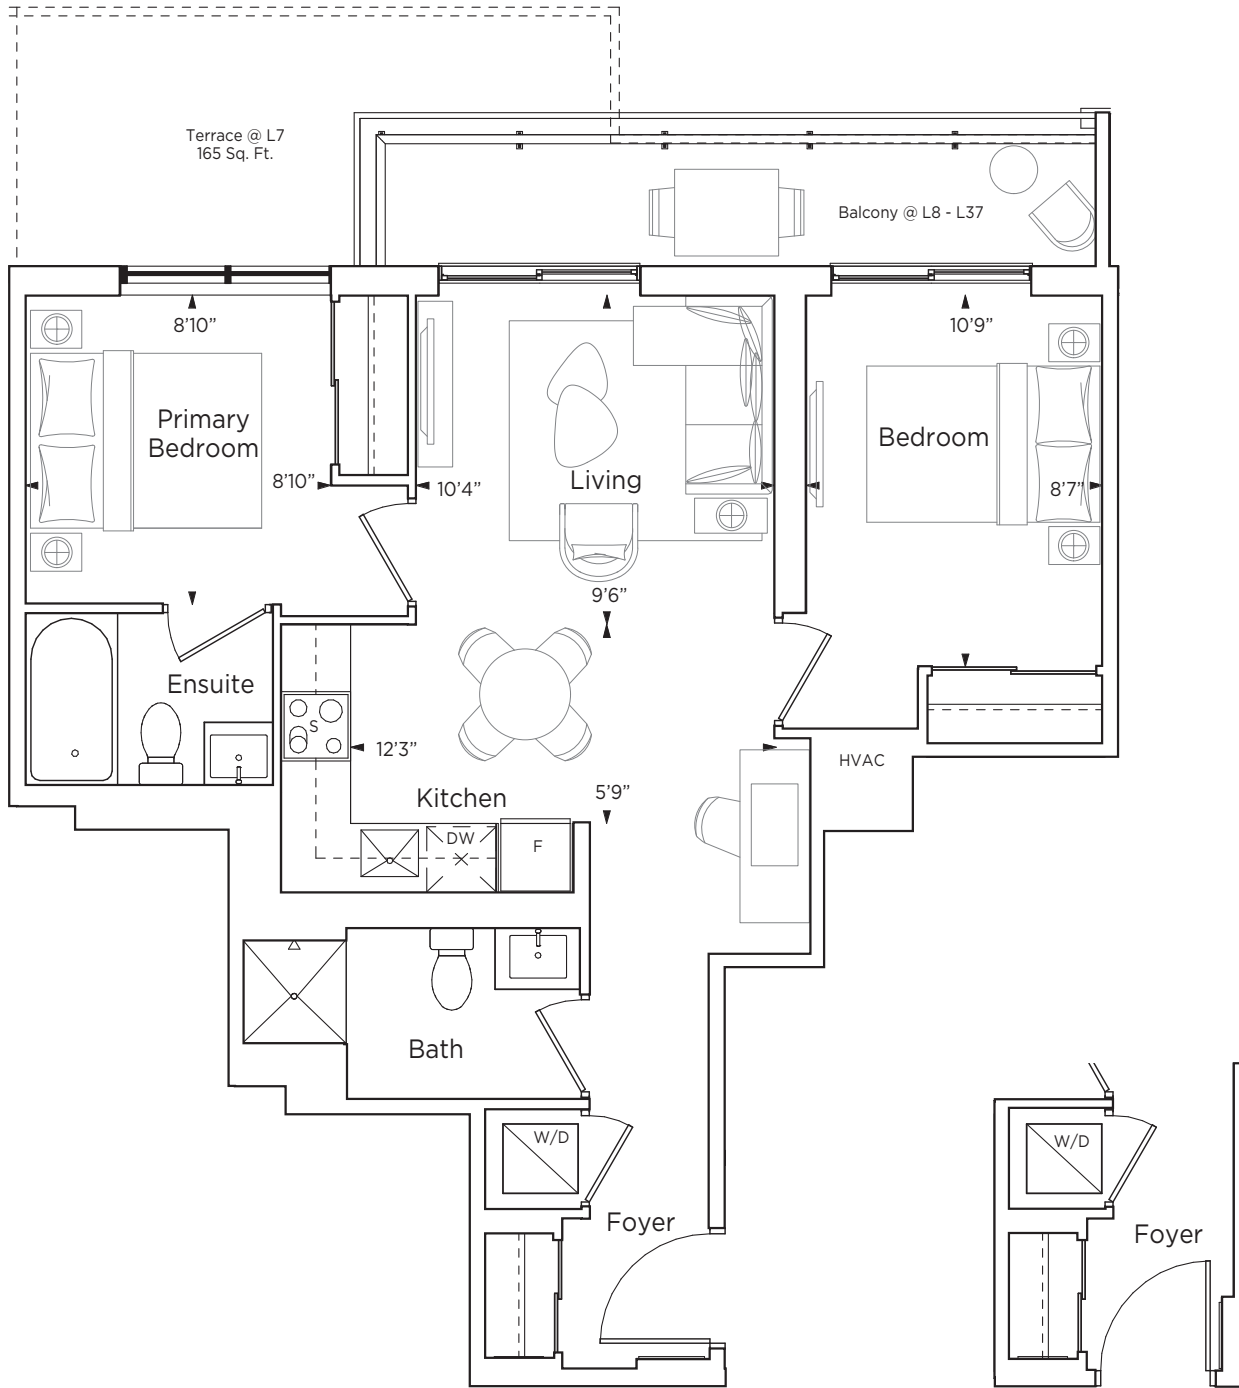 Terrace @ L7
165 Sq. Ft.
Balcony @ L8 - L37
8’10”
10’9”
Primary
Bedroom
Bedroom
8’10”
10’4”
Living
8’7”
9’6”
Ensuite
S
12’3”
HVAC
Kitchen
5’9”
DW
F
Bath
W/D
Foyer
W/D
Foyer